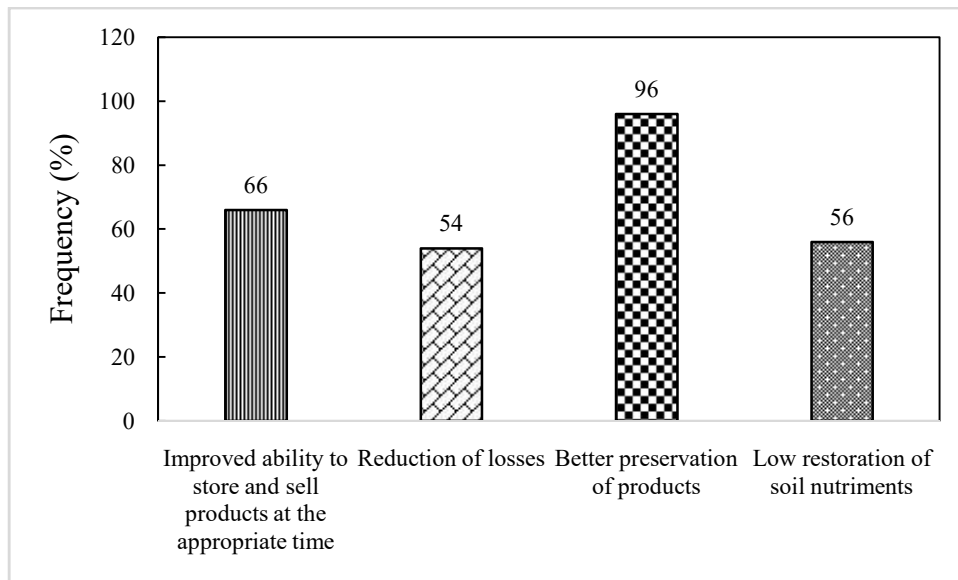 120
100
80
60
40
20
0
Frequency (%)
66
54
96
56
Improved ability to
store and sell
products at the
appropriate time
Reduction of losses
Better preservation
of products
Low restoration of
soil nutriments